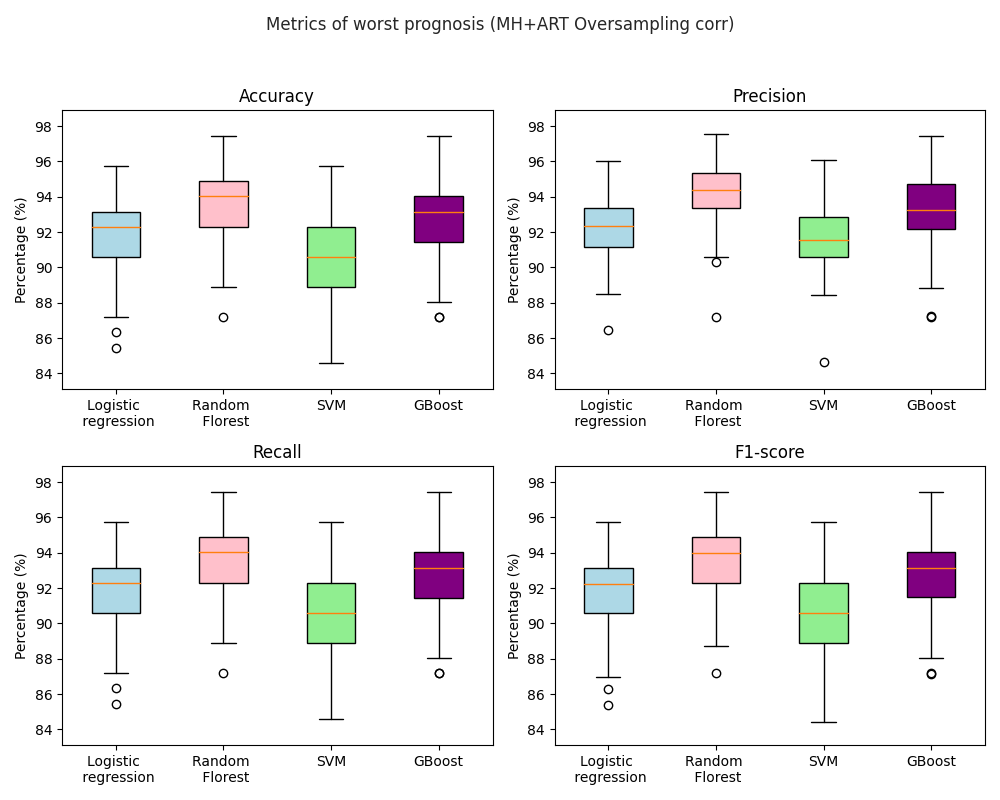 Metrics of worst prognosis (MH+ART Oversampling corr)
Accuracy
Percentage (%)
98
96
94
92
90
88
86
84
Logistic
regression
Random
Florest
SVM
GBoost
Precision
Percentage (%)
98
96
94
92
90
88
86
84
Logistic
regression
Random
Florest
SVM
GBoost
Recall
Percentage (%)
98
96
94
92
90
88
86
84
Logistic
regression
Random
Florest
SVM
GBoost
F1-score
Percentage (%)
98
96
94
92
90
88
86
84
Logistic
regression
Random
Florest
SVM
GBoost